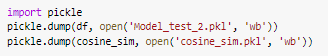 import pickle
pickle.dump(df, open('Model_test_2.pkl', 'wb'))
pickle.dump(cosine_sim, open('cosine_sim.pkl', 'wb'))